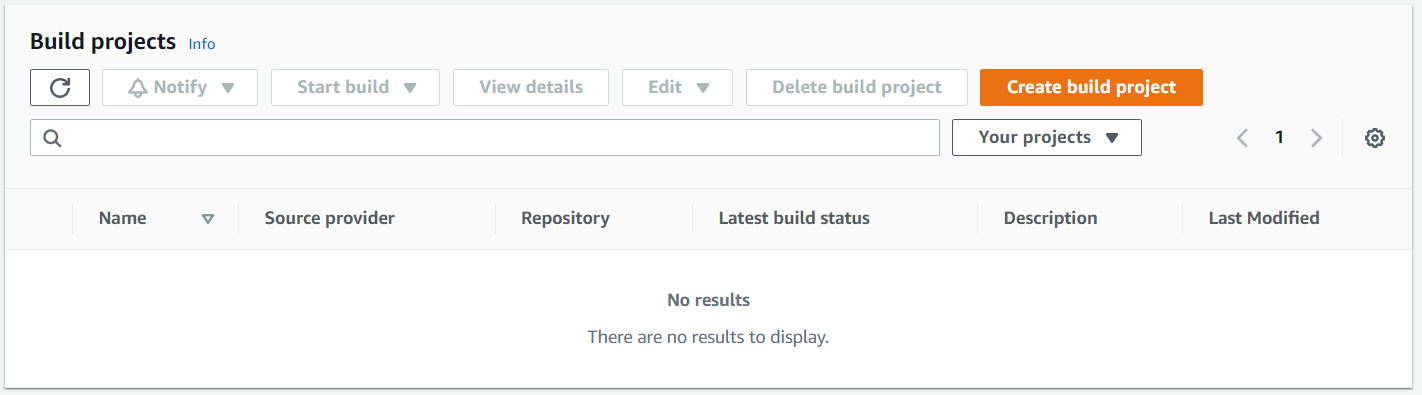 Build projects Info
Notify Start build View details Edit Delete build project Create build project
Your projects 1
Name Source provider Repository Latest build status Description Last Modified
No results
There are no results to display.